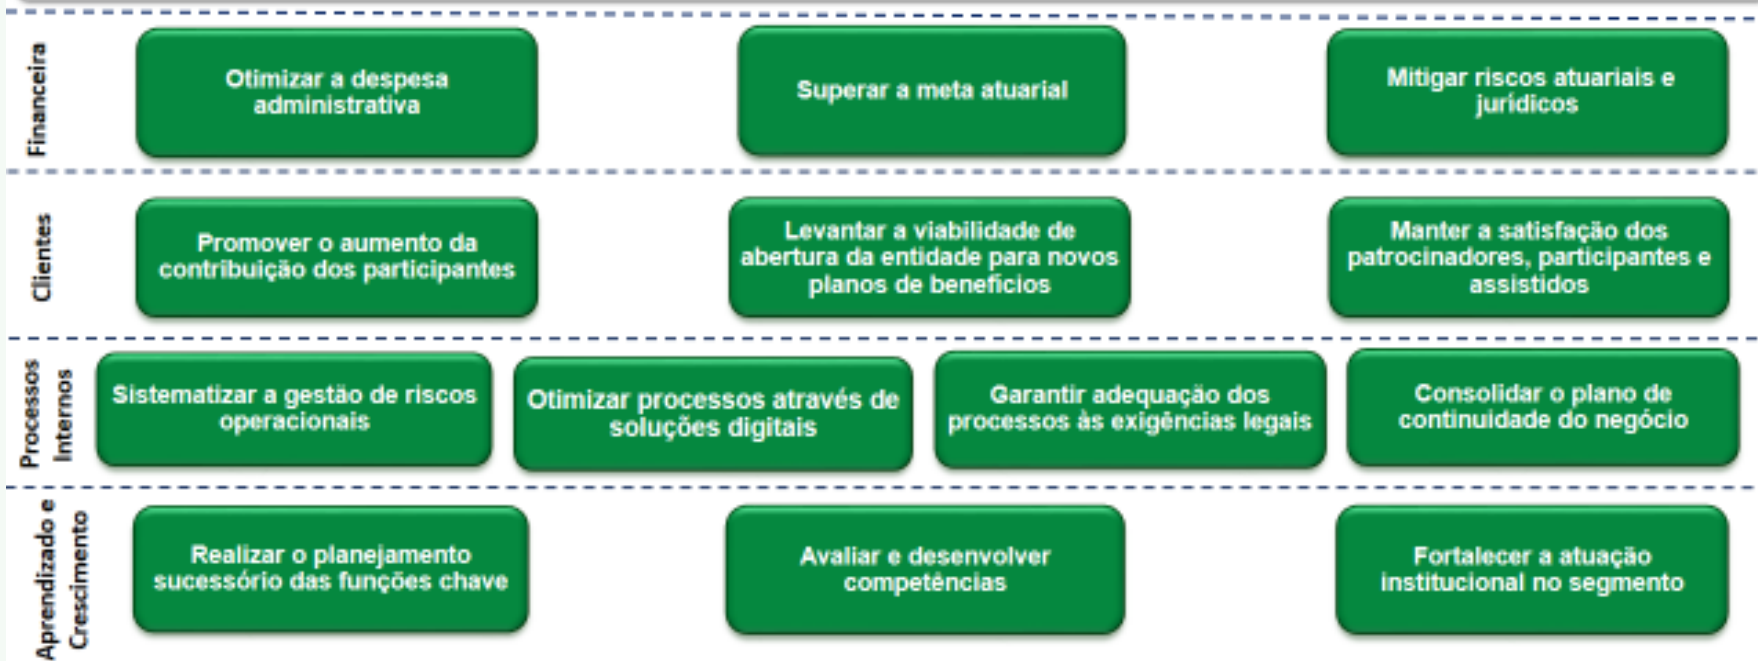 Financeira
Otimizar a despesa
administrativa
Superar a meta atuarial
Mitigar riscos atuariais e
jurídicos
Clientes
Promover o aumento da
contribuição dos participantes
Levantar a viabilidade de
abertura da entidade para novos
planos de benefícios
Manter a satisfação dos
patrocinadores, participantes e
assistidos
Processos
Internos
Sistematizar a gestão de riscos
operacionais
Otimizar processos através de
soluções digitais
Garantir adequação dos
processos às exigências legais
Consolidar o plano de
continuidade do negócio
Aprendizado e
Crescimento
Realizar o planejamento
sucessório das funções chave
Avaliar e desenvolver
competências
Fortalecer a atuação
institucional no segmento